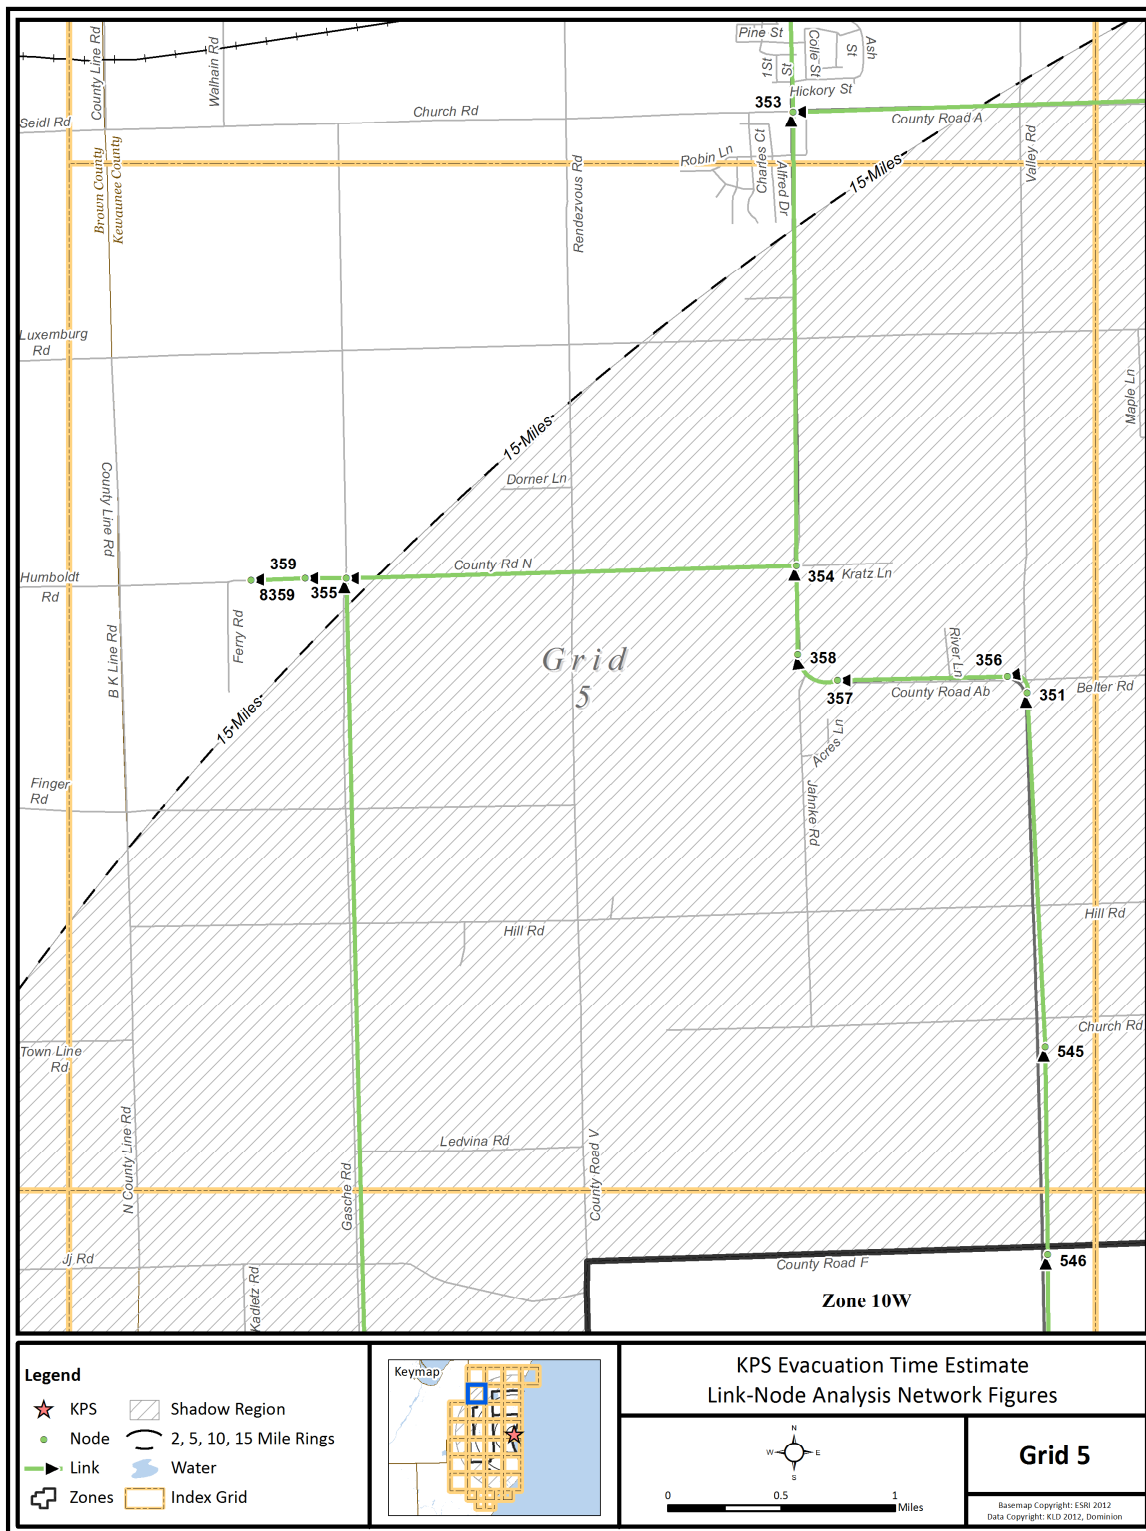 Pine St
Ash
St
Colle St
1St
St
County Line Rd
Walhain Rd
Hickory St
353
Church Rd
County Road A
Seidl Rd
Valley Rd
Brown County
Kewaunee County
Robin Ln
Charles Ct
Alfred Dr
15-Miles
Rendezvous Rd
Luxemburg
Rd
Maple Ln
15-Miles
Dorner Ln
County Line Rd
359
County Rd N
Humboldt
Rd
8359
355
354
Kratz Ln
Ferry Rd
B K Line Rd
Grid
5
358
River Ln
356
357
County Road Ab
Belter Rd
351
15-Miles
Acres Ln
Finger
Rd
Jahnke Rd
Hill Rd
Hill Rd
Church Rd
Town Line
Rd
545
N County Line Rd
Ledvina Rd
Gasche Rd
County Road V
Jj Rd
County Road F
546
Kadletz Rd
Zone 10W
Legend
KPS
Shadow Region
Node
2, 5, 10, 15 Mile Rings
Link
Water
Zones
Index Grid
Keymap
KPS Evacuation Time Estimate
Link-Node Analysis Network Figures
N
W
E
S
0
0.5
1
Miles
Grid 5
Basemap Copyright: ESRI 2012
Data Copyright: KLD 2012, Dominion